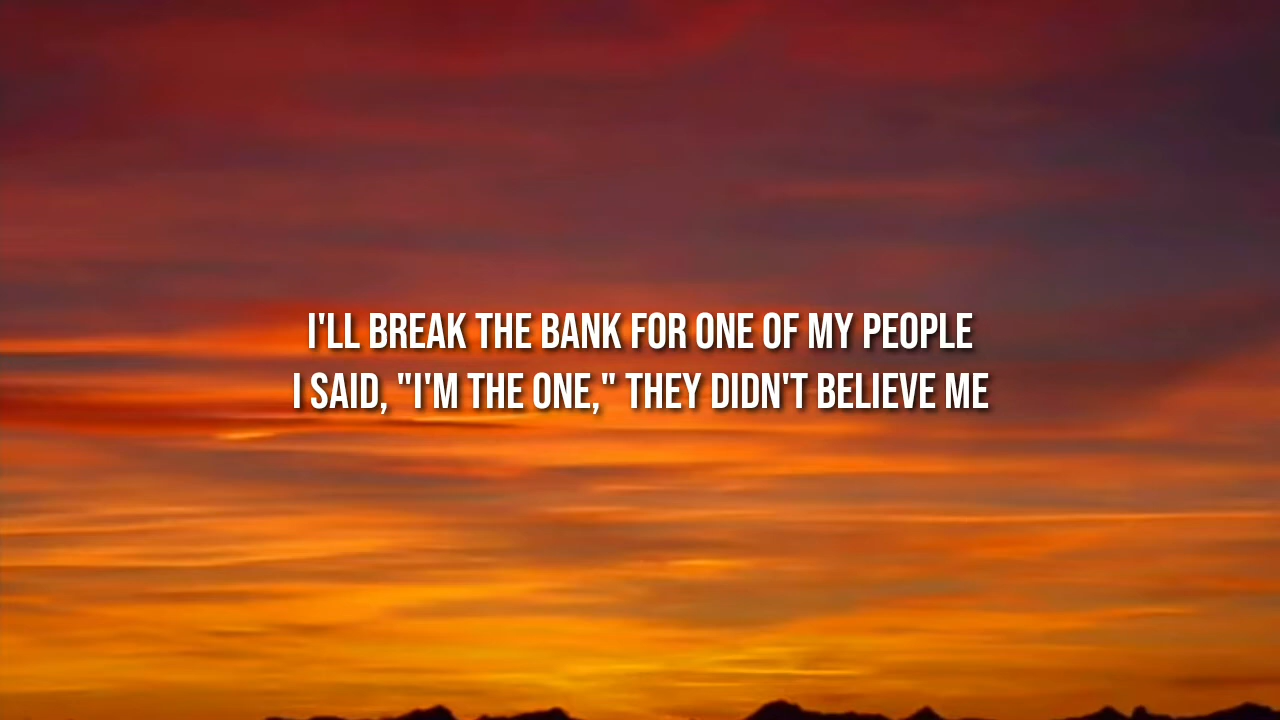 I'LL BREAK THE BANK FOR ONE OF MY PEOPLE
I SAID, "I'M THE ONE," THEY DIDN'T BELIEVE ME